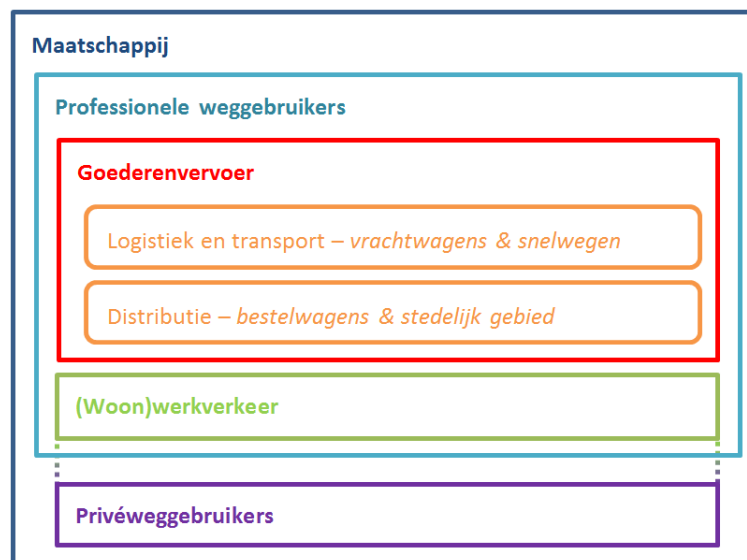 Maatschappij
Professionele weggebruikers
Goederenvervoer
Logistiek en transport – vrachtwagens & snelwegen
Distributie – bestelwagens & stedelijk gebied
(Woon)werkverkeer
Privéweggebruikers